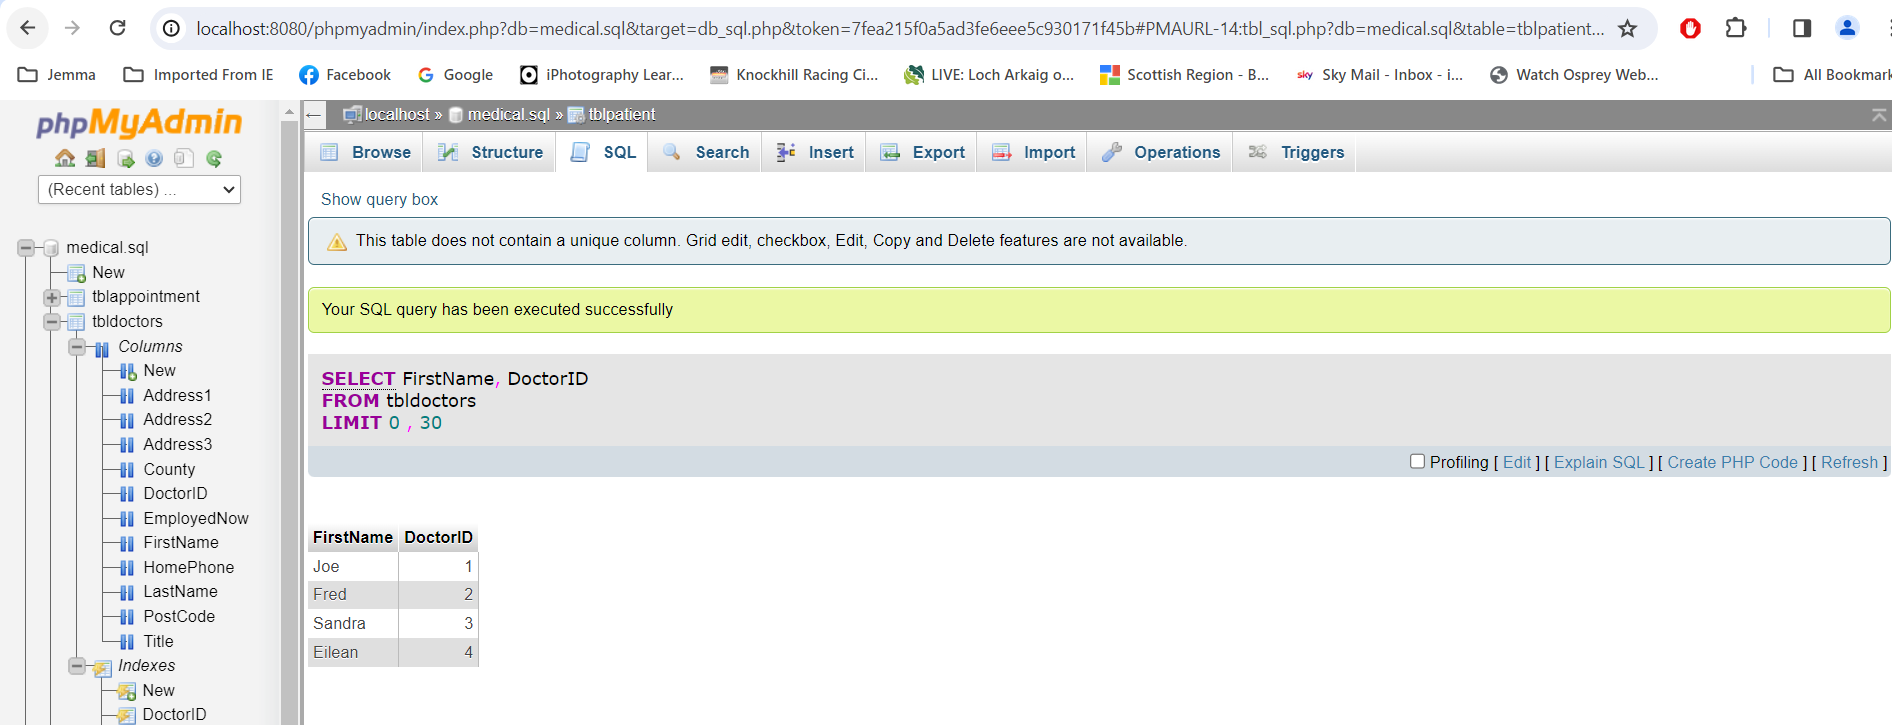 localhost:8080/phpmyadmin/index.php?db=medical.sql&target=db_sql.php&token=7fea215f0a5ad3fe6eee5c930171f45b#PMAURL-14:tbl_sql.php?db=medical.sql&table=tblpatient...
Jemma Imported From IE Facebook Google iPhotography Lear... Knockhill Racing Ci... LIVE: Loch Arkaig o... Scottish Region - B... sky Sky Mail - Inbox - i... Watch Osprey Web... All Bookmark
phpMyAdmin
(Recent tables) ...
medical.sql
New
tblappointment
tbldoctors
Columns
New
Address1
Address2
Address3
County
DoctorID
EmployedNow
FirstName
HomePhone
LastName
PostCode
Title
Indexes
New
DoctorID
localhost » medical.sql » tblpatient
Browse Structure SQL Search Insert Export Import Operations Triggers
Show query box
This table does not contain a unique column. Grid edit, checkbox, Edit, Copy and Delete features are not available.
Your SQL query has been executed successfully
SELECT FirstName, DoctorID
FROM tbldoctors
LIMIT 0 , 30
Profiling [ Edit ] [ Explain SQL ] [ Create PHP Code ] [ Refresh ]
FirstName DoctorID
Joe 1
Fred 2
Sandra 3
Eilean 4